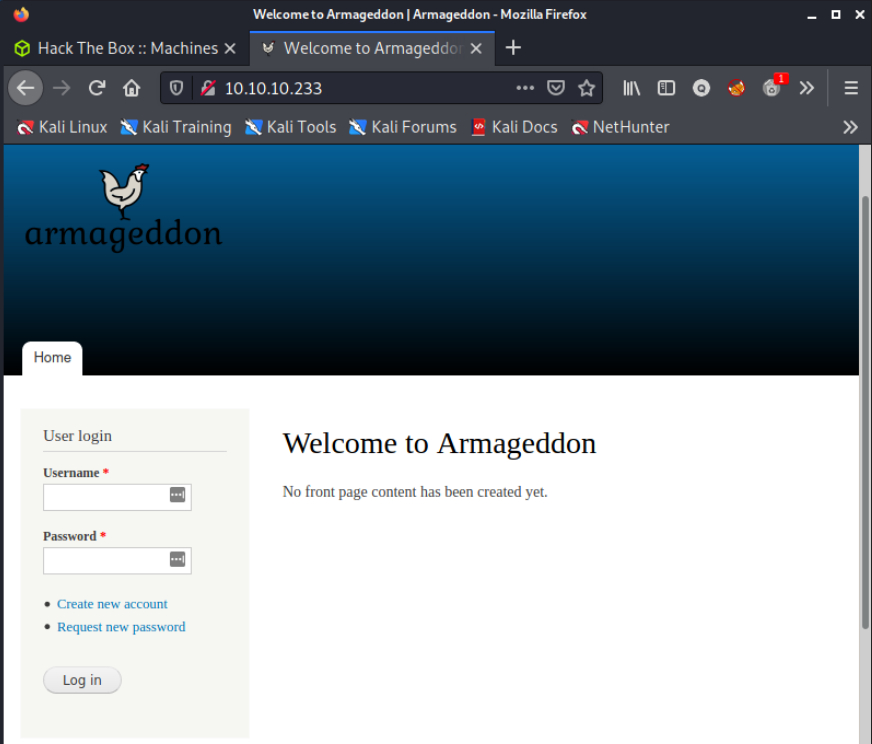 Welcome to Armageddon | Armageddon - Mozilla Firefox
Hack The Box :: Machines
Welcome to Armageddon
10.10.10.233
1
Kali Linux Kali Training Kali Tools Kali Forums Kali Docs NetHunter
armageddon
Home
User login
Welcome to Armageddon
Username *
No front page content has been created yet.
Password *
Create new account
Request new password
Log in